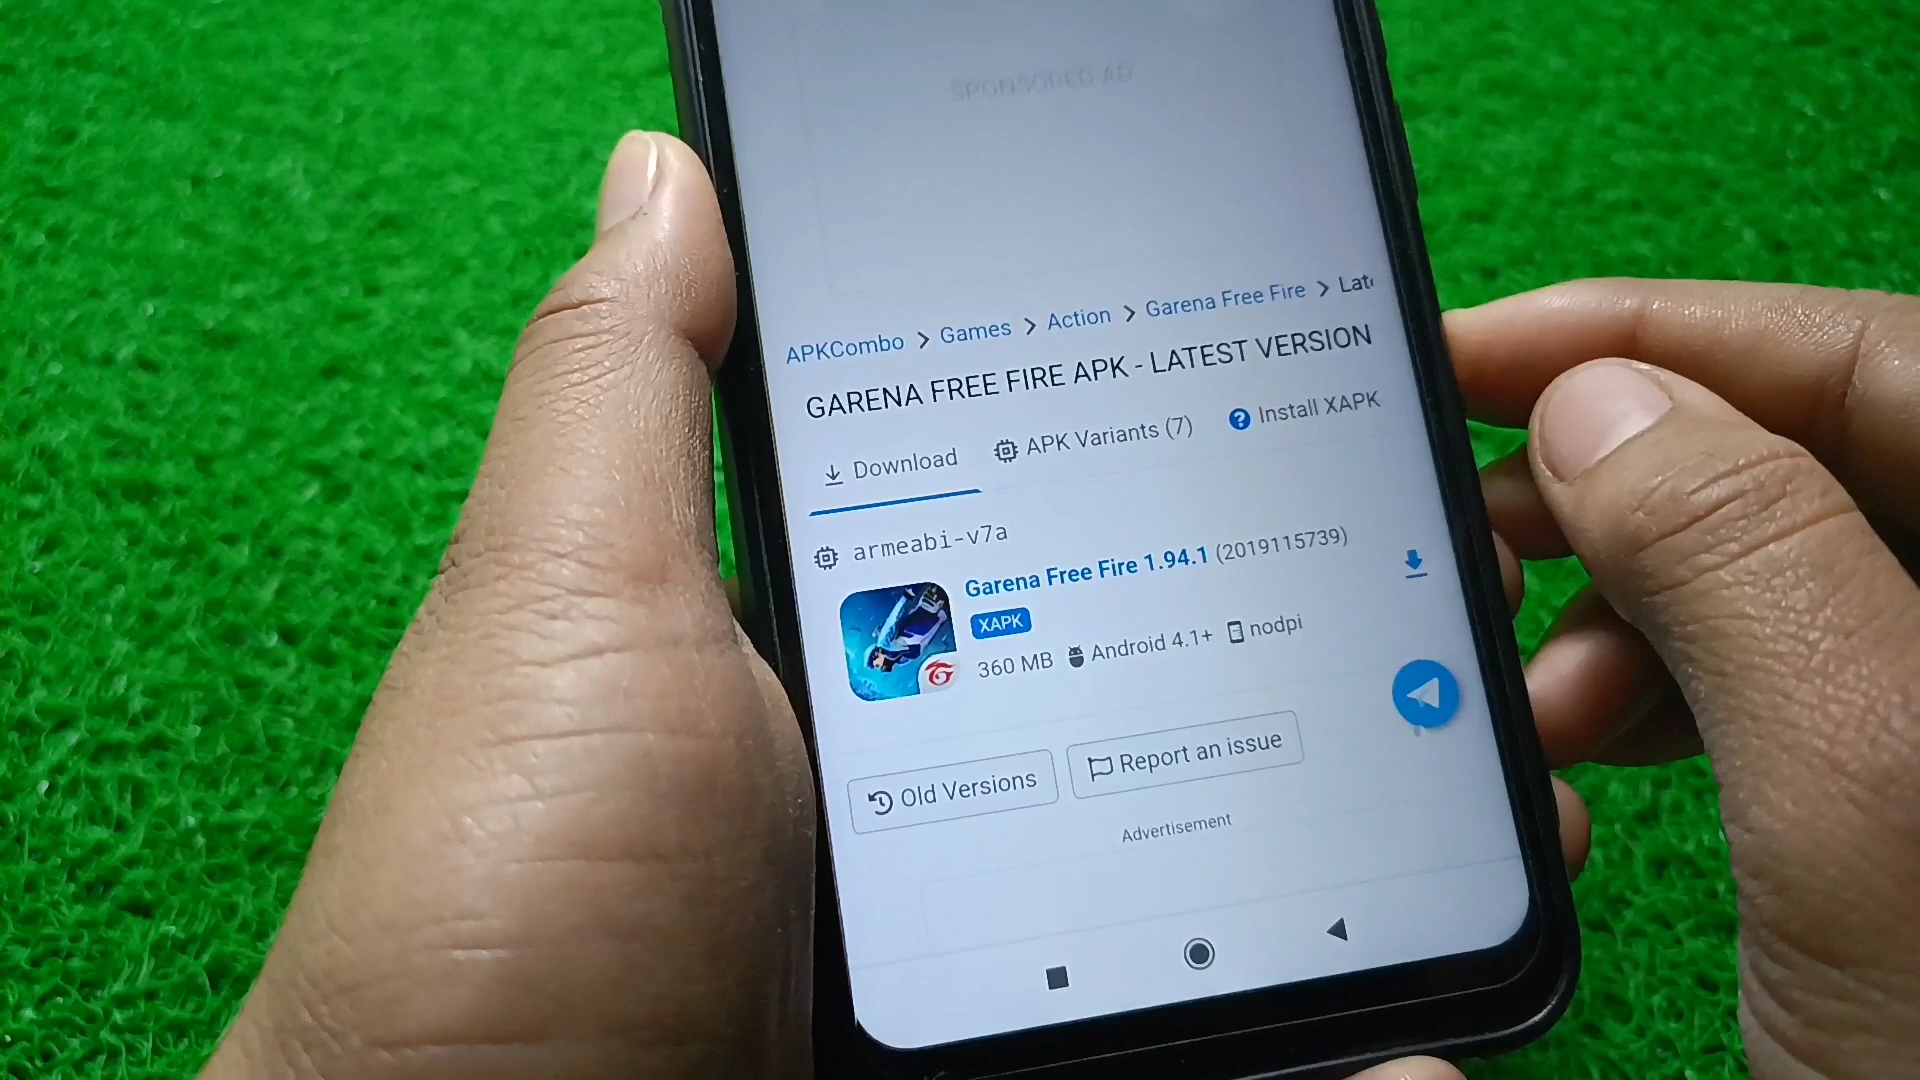 SPONSORED AD
APKCombo > Games > Action > Garena Free Fire >
GARENA FREE FIRE APK - LATEST VERSION
Download APK Variants (7) Install XAPK
armeabi-v7a
Garena Free Fire 1.94.1 (2019115739)
XAPK
360 MB Android 4.1+ nodpi
Old Versions Report an issue
Advertisement